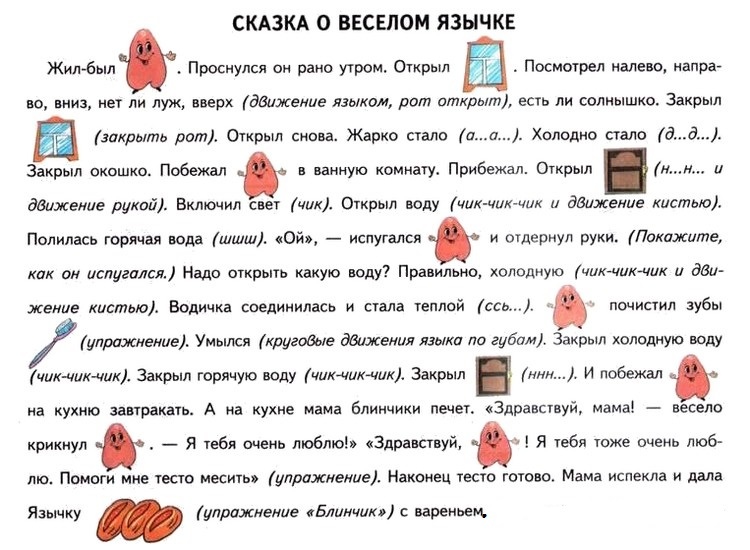 СКАЗКА О ВЕСЕЛОМ ЯЗЫЧКЕ
Жил-был . Проснулся он рано утром. Открыл . Посмотрел налево, напра-
во, вниз, нет ли луж, вверх (движение языком, рот открыт), есть ли солнышко. Закрыл
(закрыть рот). Открыл снова. Жарко стало (а...а...). Холодно стало (д...д...).
Закрыл окошко. Побежал в ванную комнату. Прибежал. Открыл (н...н... и
движение рукой). Включил свет (чик). Открыл воду (чик-чик-чик и движение кистью).
Полилась горячая вода (шшш). «Ой», — испугался и отдернул руки. (Покажите,
как он испугался.) Надо открыть какую воду? Правильно, холодную (чик-чик-чик и дви-
жение кистью). Водичка соединилась и стала теплой (ссь...). почистил зубы
(упражнение). Умылся (круговые движения языка по губам). Закрыл холодную воду
(чик-чик-чик). Закрыл горячую воду (чик-чик-чик). Закрыл (ннн...). И побежал
на кухню завтракать. А на кухне мама блинчики печет. «Здравствуй, мама! — весело
крикнул . — Я тебя очень люблю!» «Здравствуй, ! Я тебя тоже очень люб-
лю. Помоги мне тесто месить» (упражнение). Наконец тесто готово. Мама испекла и дала
Язычку (упражнение «Блинчик») с вареньем.